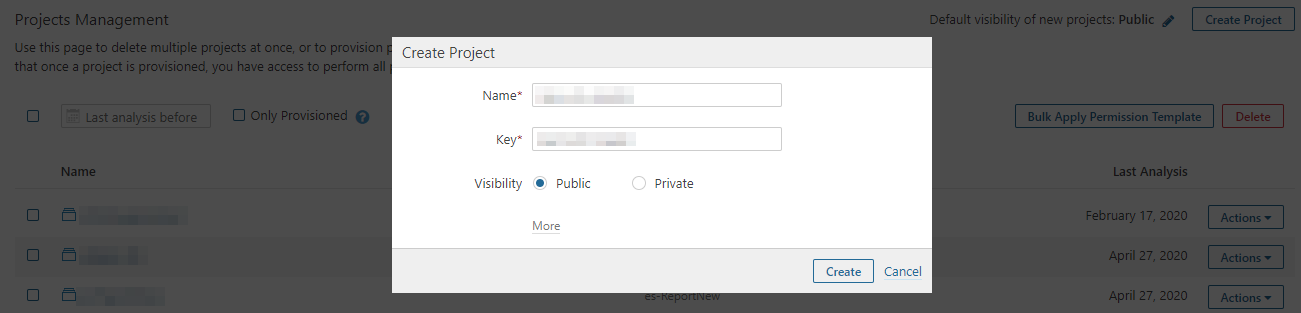 Projects Management
Default visibility of new projects: Public
Create Project
Use this page to delete multiple projects at once, or to provision p
that once a project is provisioned, you have access to perform all p
Create Project
Name*
Key*
Visibility
Public
Private
More
Create
Cancel
Last analysis before
Only Provisioned
?
Bulk Apply Permission Template
Delete
Name
Last Analysis
February 17, 2020
Actions
April 27, 2020
Actions
es-ReportNew
April 27, 2020
Actions